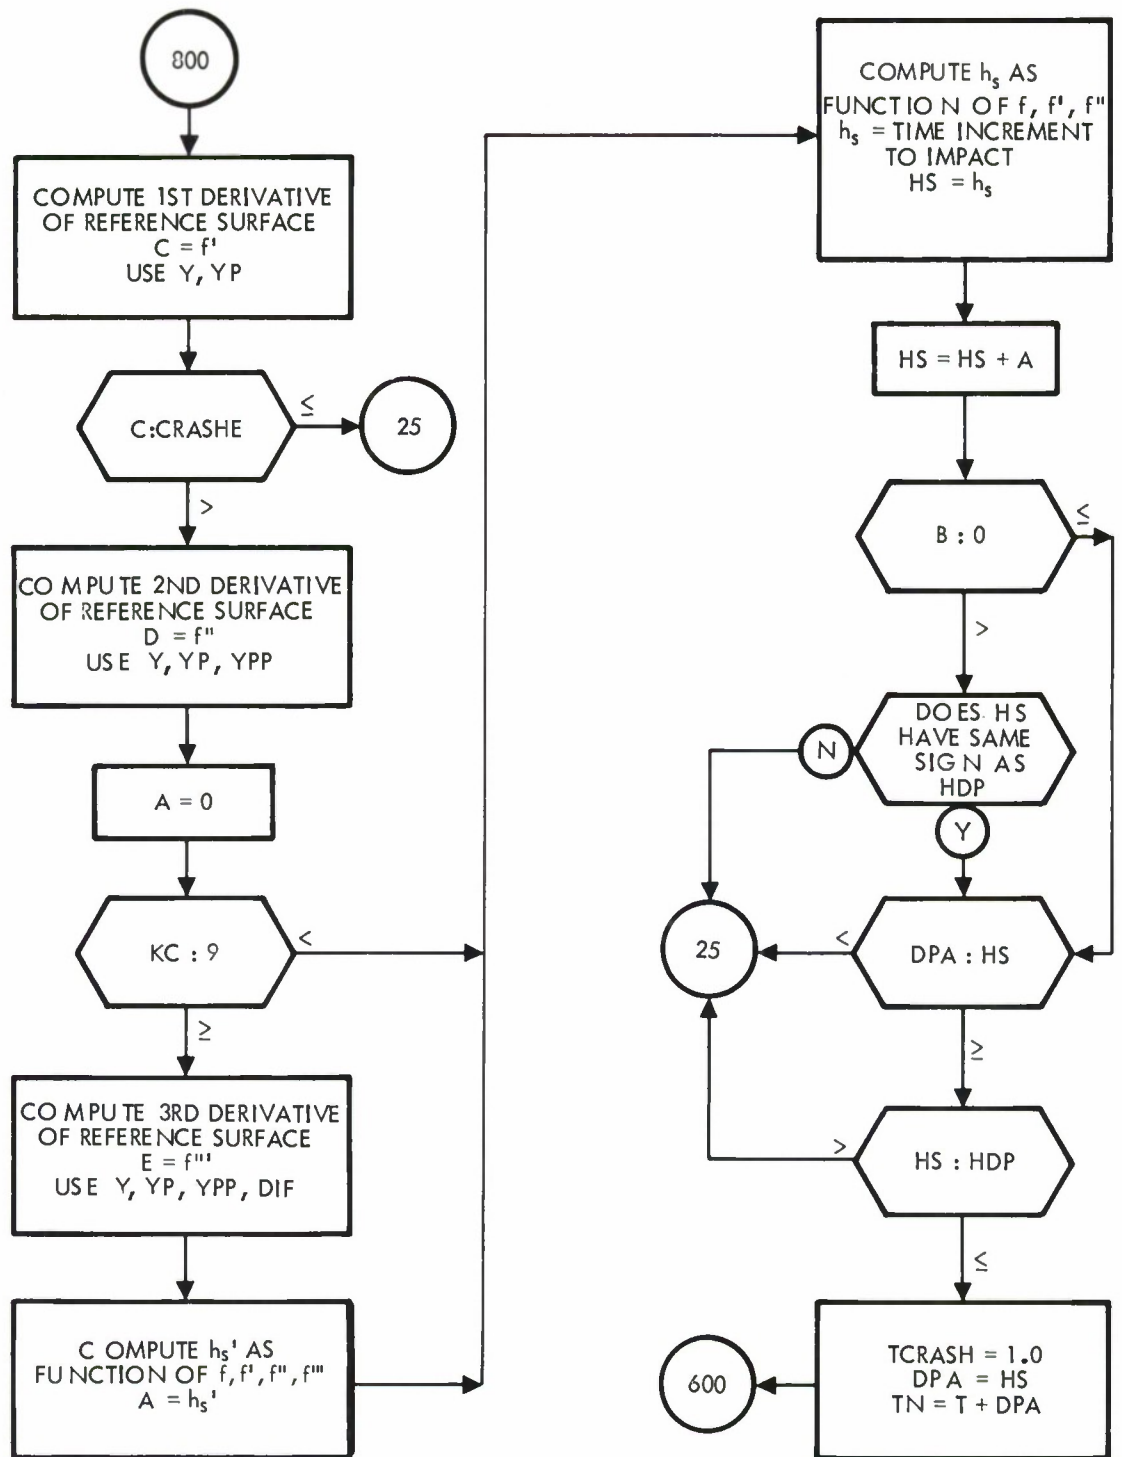 800
COMPUTE 1ST DERIVATIVE
OF REFERENCE SURFACE
C = f'
USE Y, YP
C:CRASHE
≤
25
>
COMPUTE 2ND DERIVATIVE
OF REFERENCE SURFACE
D = f"
USE Y, YP, YPP
A = 0
KC : 9
<
≥
COMPUTE 3RD DERIVATIVE
OF REFERENCE SURFACE
E = f"'
USE Y, YP, YPP, DIF
COMPUTE hs' AS
FUNCTION OF f, f', f", f"'
A = hs'
COMPUTE hs AS
FUNCTION OF f, f', f"
hs = TIME INCREMENT
TO IMPACT
HS = hs
HS = HS + A
B : 0
≤
>
DOES HS
HAVE SAME
SIGN AS
HDP
N
Y
25
<
DPA : HS
≥
>
HS : HDP
≤
600
TCRASH = 1.0
DPA = HS
TN = T + DPA